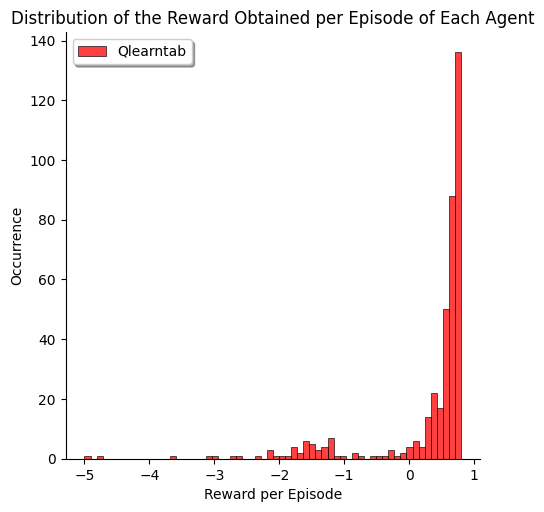 Distribution of the Reward Obtained per Episode of Each Agent
Qlearntab
Occurrence
140
120
100
80
60
40
20
0
−5 −4 −3 −2 −1 0 1
Reward per Episode